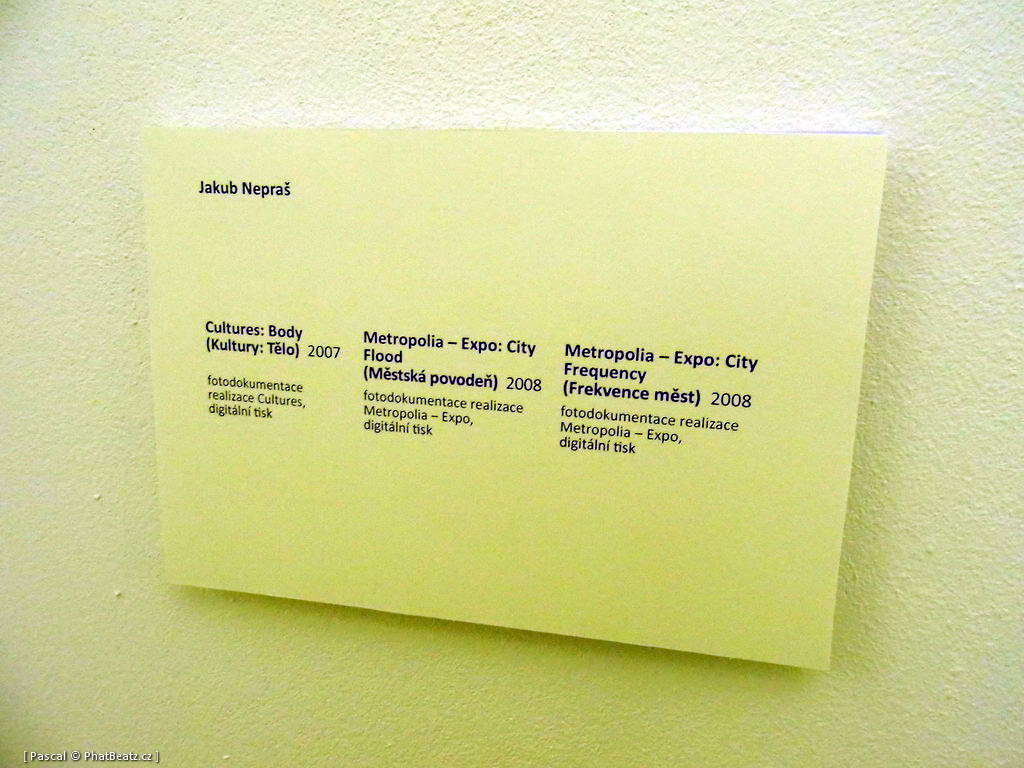 Jakub Nepraš
Cultures: Body
(Kultury: Tělo) 2007
fotodokumentace
realizace Cultures,
digitální tisk
Metropolia – Expo: City
Flood
(Městská povodeň) 2008
fotodokumentace realizace
Metropolia – Expo,
digitální tisk
Metropolia – Expo: City
Frequency
(Frekvence měst) 2008
fotodokumentace realizace
Metropolia – Expo,
digitální tisk
[ Pascal © PhatBeatz.cz ]